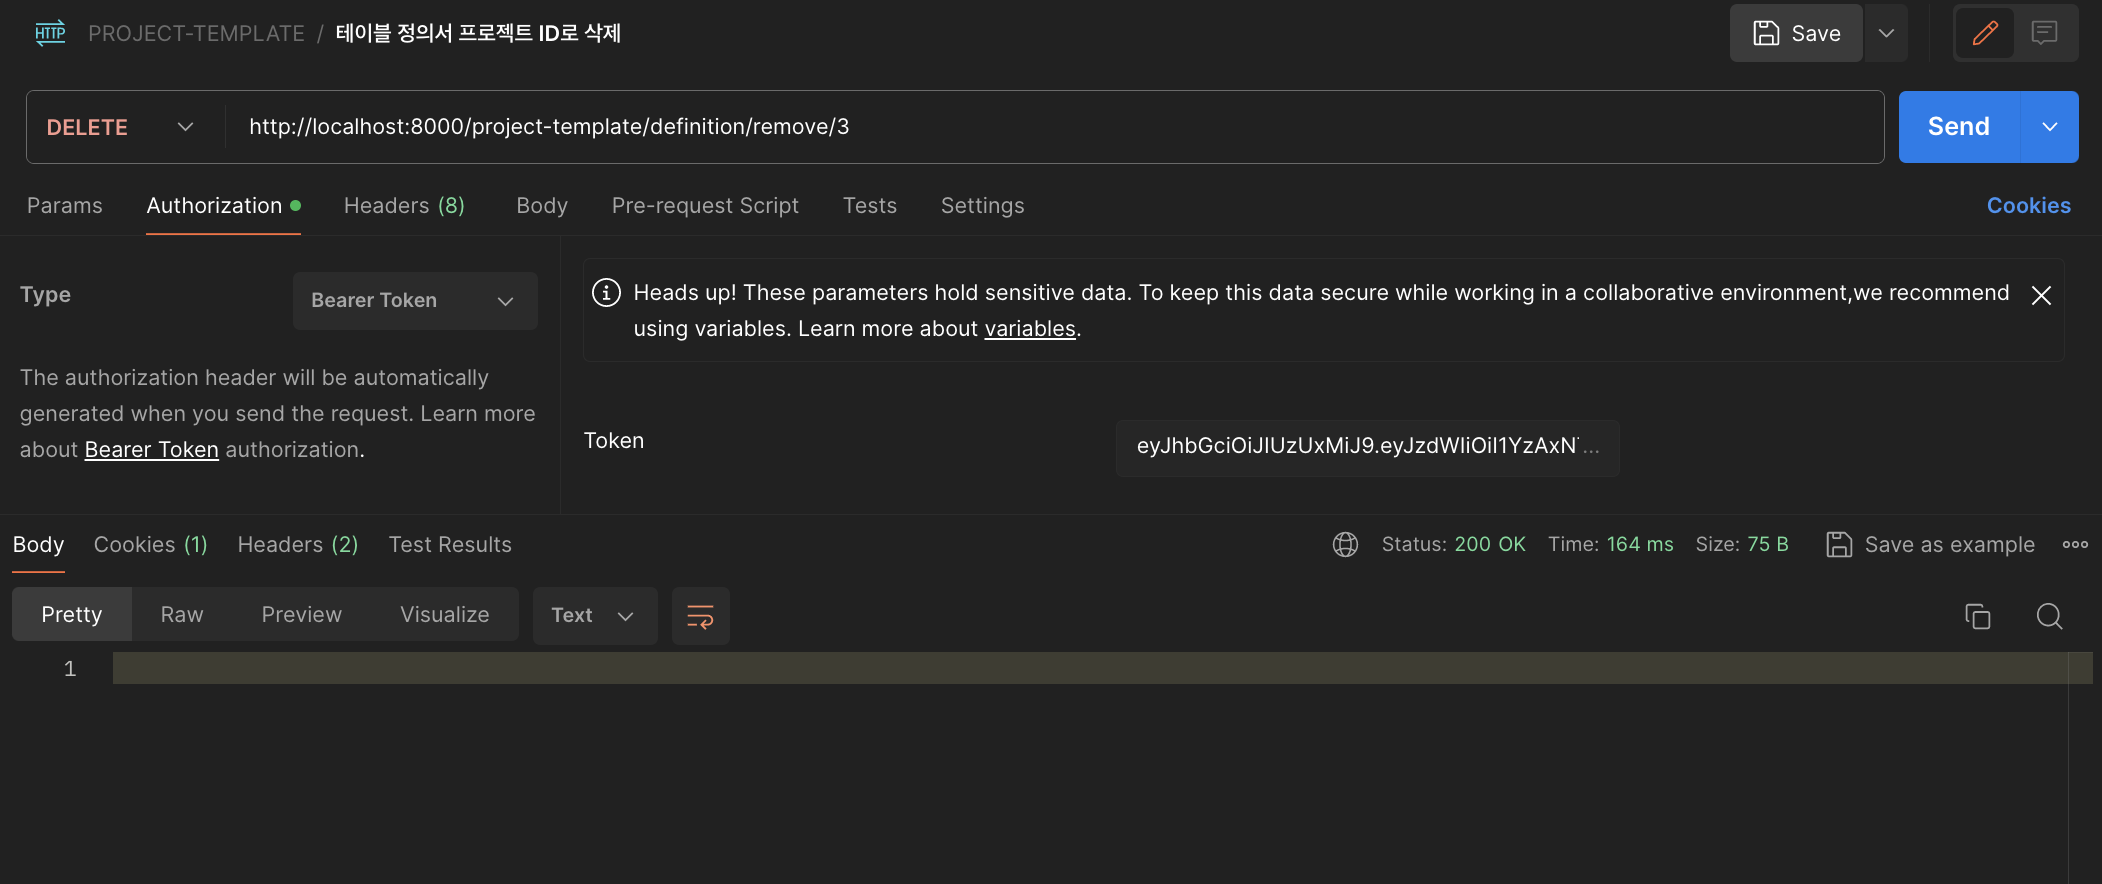 HTTP PROJECT-TEMPLATE / 테이블 정의서 프로젝트 ID로 삭제 Save
DELETE http://localhost:8000/project-template/definition/remove/3 Send
Params Authorization Headers (8) Body Pre-request Script Tests Settings Cookies
Type Bearer Token
The authorization header will be automatically
generated when you send the request. Learn more
about Bearer Token authorization.
Heads up! These parameters hold sensitive data. To keep this data secure while working in a collaborative environment,we recommend
using variables. Learn more about variables.
Token eyJhbGciOiJIUzUxMiJ9.eyJzdWIiOiI1YzAxN ...
Body Cookies (1) Headers (2) Test Results Status: 200 OK Time: 164 ms Size: 75 B Save as example
Pretty Raw Preview Visualize Text
1